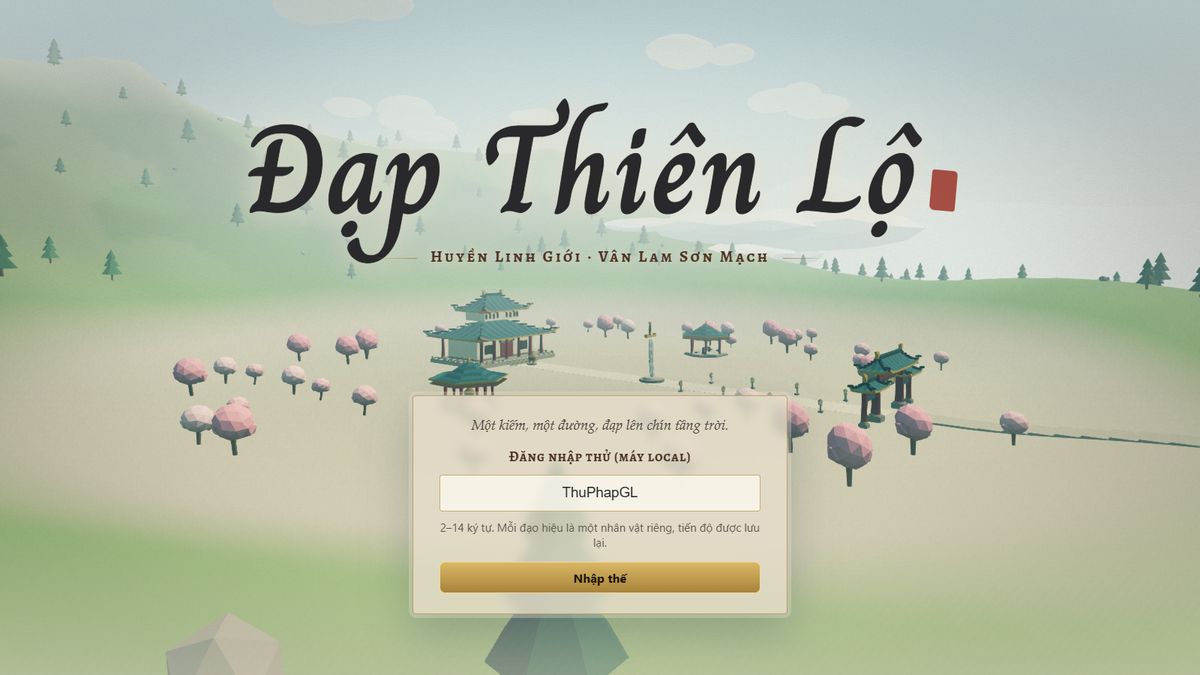 Đạp Thiên Lộ
Huyền Linh Giới · Vân Lam Sơn Mạch
Một kiếm, một đường, đạp lên chín tầng trời.
Đăng nhập thử (máy local)
ThuPhapGL
2–14 ký tự. Mỗi đạo hiệu là một nhân vật riêng, tiến độ được lưu
lại.
Nhập thế